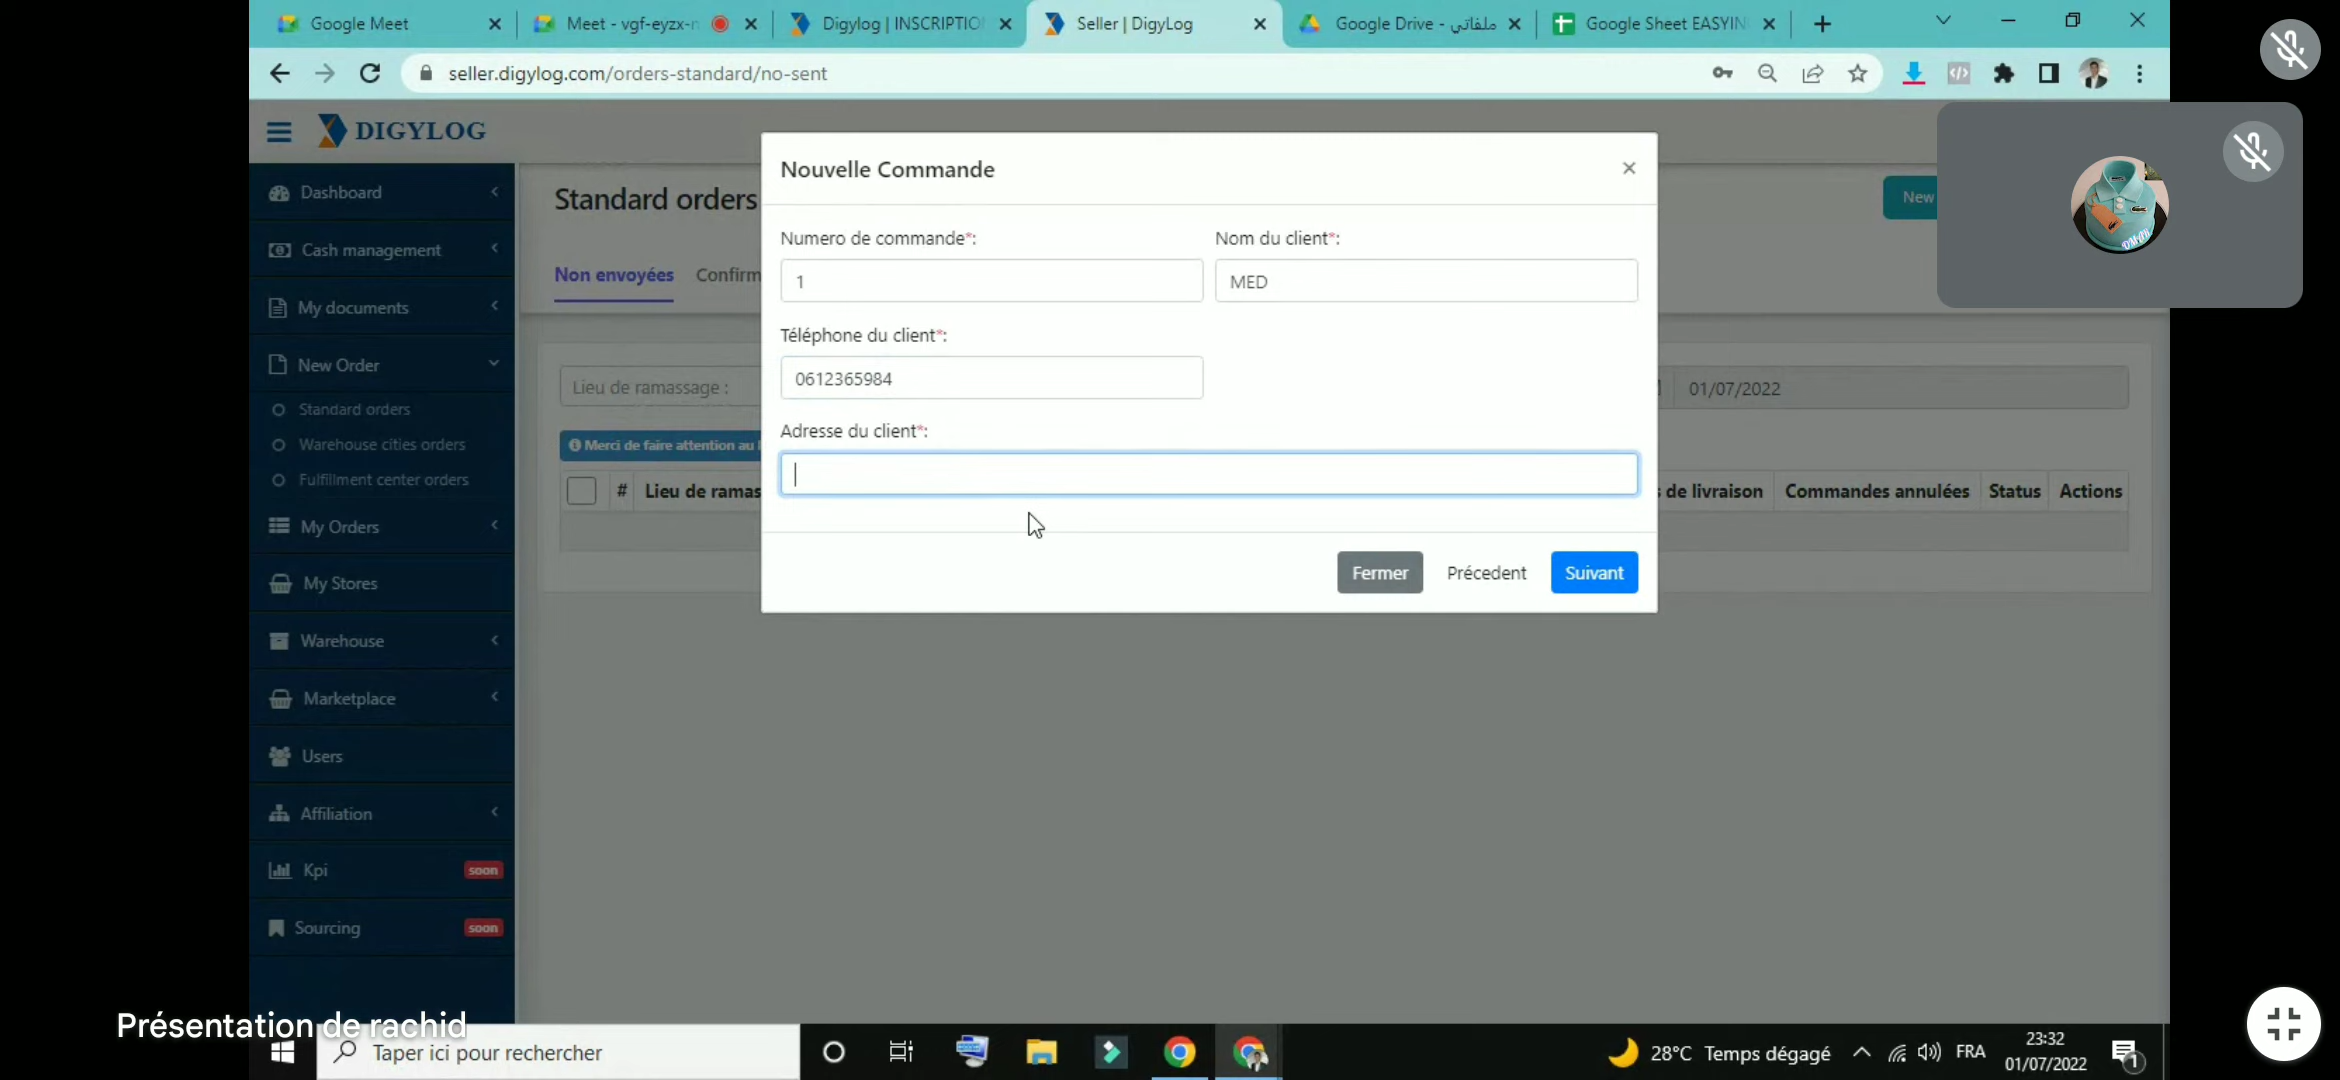 Google Meet
Meet - vgf-eyzx-
Digylog | INSCRIPTIO
Seller | DigyLog
Google Drive - ملفاتي
Google Sheet EASYIN
seller.digylog.com/orders-standard/no-sent
DIGYLOG
Dashboard
Cash management
My documents
New Order
Standard orders
Warehouse cities orders
Fulfillment center orders
My Orders
My Stores
Warehouse
Marketplace
Users
Affiliation
Kpi soon
Sourcing soon
Standard orders
New
Non envoyées Confirm
Lieu de ramassage :
01/07/2022
Merci de faire attention au
# Lieu de ramas
de livraison Commandes annulées Status Actions
Nouvelle Commande
Numero de commande*: Nom du client*:
1 MED
Téléphone du client*:
0612365984
Adresse du client*:
Fermer Précedent Suivant
DMAN
Présentation de rachid
Taper ici pour rechercher
28°C Temps dégagé
FRA
23:32
01/07/2022
1